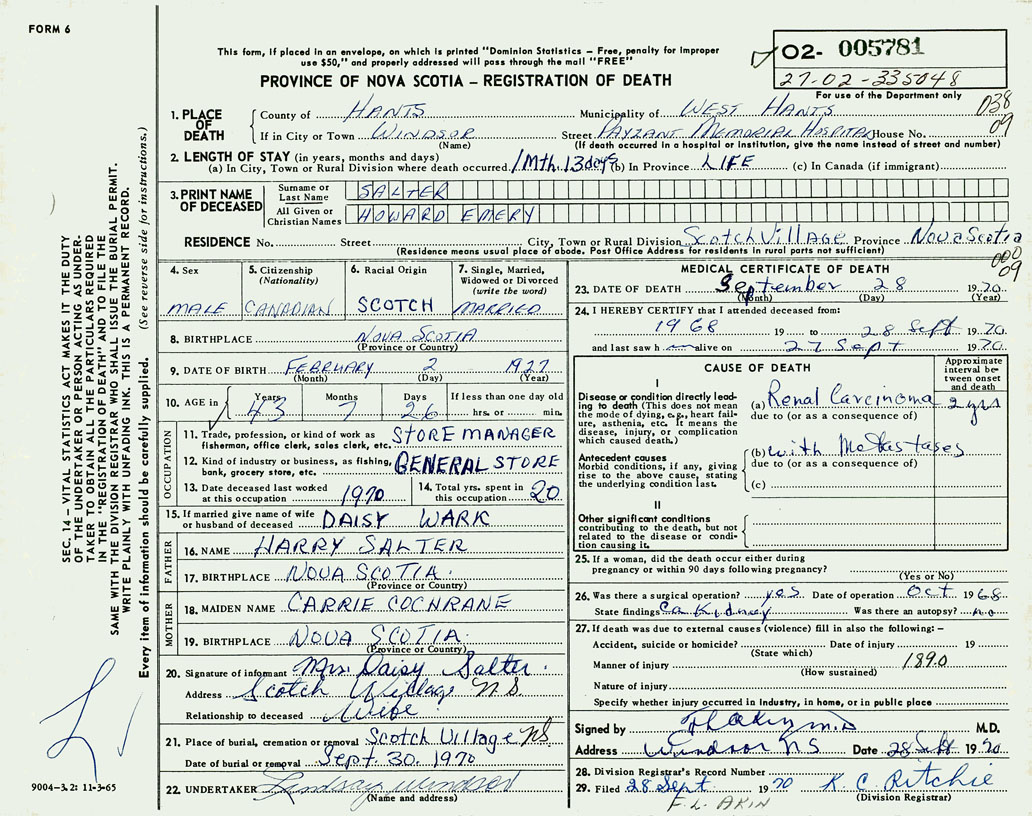 FORM 6
This form, if placed in an envelope, on which is printed "Dominion Statistics – Free, penalty for improper
use $50," and properly addressed will pass through the mail "FREE"
PROVINCE OF NOVA SCOTIA – REGISTRATION OF DEATH
02- 005781
27-02-335048
For use of the Department only
038
09
1. PLACE OF DEATH
County of HANTS Municipality of WEST HANTS
If in City or Town WINDSOR Street PAYZANT MEMORIAL HOSPITAL House No.
(Name) (If death occurred in a hospital or institution, give the name instead of street and number)
2. LENGTH OF STAY (in years, months and days)
(a) In City, Town or Rural Division where death occurred 1 Mth. 13 days (b) In Province LIFE (c) In Canada (if immigrant)
3. PRINT NAME OF DECEASED
Surname or Last Name SALTER
All Given or Christian Names HOWARD EMERY
RESIDENCE No. Street City, Town or Rural Division Scotch Village Province Nova Scotia
(Residence means usual place of abode. Post Office Address for residents in rural parts not sufficient)
000
09
4. Sex MALE
5. Citizenship (Nationality) CANADIAN
6. Racial Origin SCOTCH
7. Single, Married, Widowed or Divorced (write the word) MARRIED
8. BIRTHPLACE NOVA SCOTIA
(Province or Country)
9. DATE OF BIRTH FEBRUARY 2 1927
(Month) (Day) (Year)
10. AGE in Years 43 Months 7 Days 26 If less than one day old hrs. or min.
OCCUPATION
11. Trade, profession, or kind of work as fisherman, office clerk, sales clerk, etc. STORE MANAGER
12. Kind of industry or business, as fishing, bank, grocery store, etc. GENERAL STORE
13. Date deceased last worked at this occupation 1970
14. Total yrs. spent in this occupation 20
15. If married give name of wife or husband of deceased DAISY WARK
FATHER
16. NAME HARRY SALTER
17. BIRTHPLACE NOVA SCOTIA.
(Province or Country)
MOTHER
18. MAIDEN NAME CARRIE COCHRANE
19. BIRTHPLACE NOVA SCOTIA.
(Province or Country)
20. Signature of informant Mrs Daisy Salter.
Address Scotch Village N.S.
Relationship to deceased Wife
21. Place of burial, cremation or removal Scotch Village NS
Date of burial or removal Sept. 30. 1970
22. UNDERTAKER Lindsay Windsor
(Name and address)
MEDICAL CERTIFICATE OF DEATH
23. DATE OF DEATH September 28 1970
(Month) (Day) (Year)
24. I HEREBY CERTIFY that I attended deceased from:
1968 19 to 28 Sept 1970
and last saw h alive on 27 Sept 1970
CAUSE OF DEATH
Approximate interval between onset and death
I
Disease or condition directly leading to death (This does not mean the mode of dying, e.g., heart failure, asthenia, etc. It means the disease, injury, or complication which caused death.)
(a) Renal Carcinoma 2 yrs
due to (or as a consequence of)
Antecedent causes
Morbid conditions, if any, giving rise to the above cause, stating the underlying condition last.
(b) with Metastases
due to (or as a consequence of)
(c)
II
Other significant conditions contributing to the death, but not related to the disease or condition causing it.
25. If a woman, did the death occur either during pregnancy or within 90 days following pregnancy?
(Yes or No)
26. Was there a surgical operation? yes Date of operation Oct 1968
State findings Ca Kidney Was there an autopsy? no
27. If death was due to external causes (violence) fill in also the following: –
Accident, suicide or homicide? Date of injury 19
(State which)
Manner of injury 189.0
(How sustained)
Nature of injury
Specify whether injury occurred in Industry, in home, or in public place
Signed by M.D. M.D.
Address Windsor NS Date 28 Sept 1970
28. Division Registrar's Record Number
29. Filed 28 Sept. 1970 K. C. Ritchie
(Division Registrar)
F. L. AKIN
SEC. 14 – VITAL STATISTICS ACT MAKES IT THE DUTY
OF THE UNDERTAKER OR PERSON ACTING AS UNDER-
TAKER TO OBTAIN ALL THE PARTICULARS REQUIRED
IN THE "REGISTRATION OF DEATH" AND TO FILE THE
SAME WITH THE DIVISION REGISTRAR WHO SHALL ISSUE THE BURIAL PERMIT.
WRITE PLAINLY WITH UNFADING INK. THIS IS A PERMANENT RECORD.
Every item of information should be carefully supplied. (See reverse side for instructions.)
9004-3.2: 11-3-65